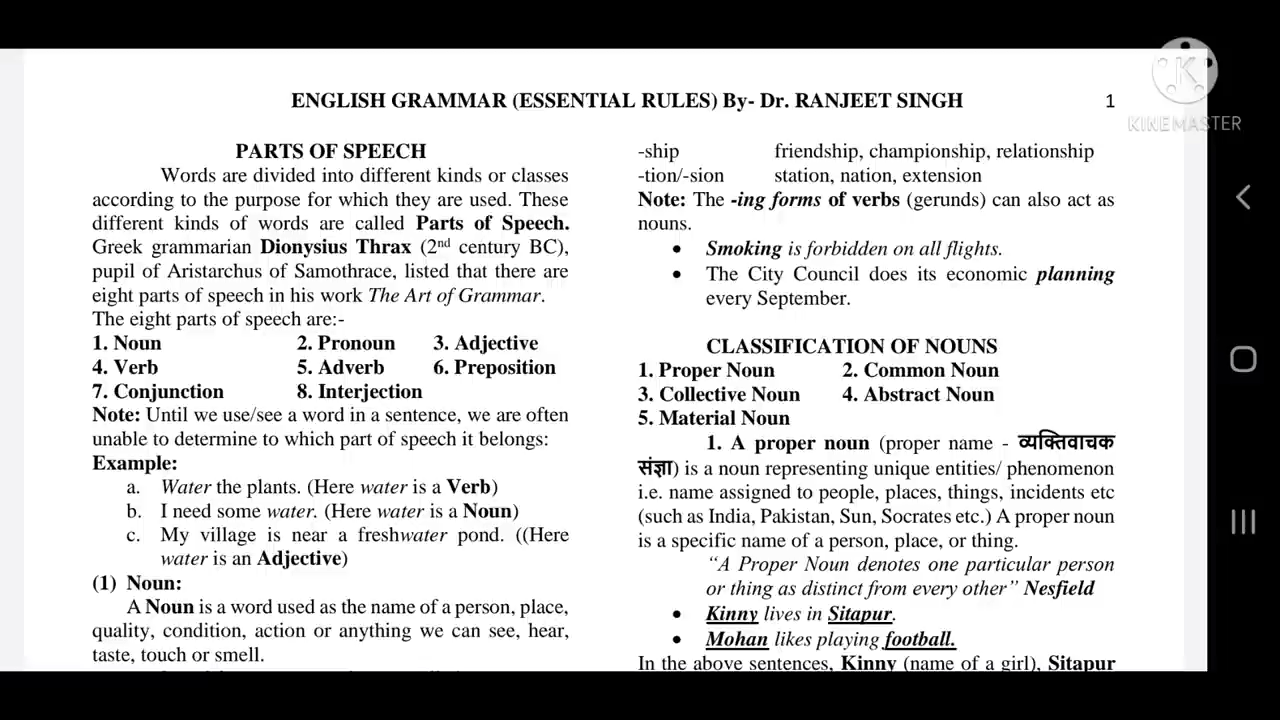 ENGLISH GRAMMAR (ESSENTIAL RULES) By- Dr. RANJEET SINGH 1
KINEMASTER
PARTS OF SPEECH
Words are divided into different kinds or classes
according to the purpose for which they are used. These
different kinds of words are called Parts of Speech.
Greek grammarian Dionysius Thrax (2nd century BC),
pupil of Aristarchus of Samothrace, listed that there are
eight parts of speech in his work The Art of Grammar.
The eight parts of speech are:-
1. Noun 2. Pronoun 3. Adjective
4. Verb 5. Adverb 6. Preposition
7. Conjunction 8. Interjection
Note: Until we use/see a word in a sentence, we are often
unable to determine to which part of speech it belongs:
Example:
a. Water the plants. (Here water is a Verb)
b. I need some water. (Here water is a Noun)
c. My village is near a freshwater pond. ((Here
water is an Adjective)
(1) Noun:
A Noun is a word used as the name of a person, place,
quality, condition, action or anything we can see, hear,
taste, touch or smell.
-ship friendship, championship, relationship
-tion/-sion station, nation, extension
Note: The -ing forms of verbs (gerunds) can also act as
nouns.
• Smoking is forbidden on all flights.
• The City Council does its economic planning
every September.
CLASSIFICATION OF NOUNS
1. Proper Noun 2. Common Noun
3. Collective Noun 4. Abstract Noun
5. Material Noun
1. A proper noun (proper name - व्यक्तिवाचक
संज्ञा) is a noun representing unique entities/ phenomenon
i.e. name assigned to people, places, things, incidents etc
(such as India, Pakistan, Sun, Socrates etc.) A proper noun
is a specific name of a person, place, or thing.
“A Proper Noun denotes one particular person
or thing as distinct from every other” Nesfield
• Kinny lives in Sitapur.
• Mohan likes playing football.
In the above sentences, Kinny (name of a girl), Sitapur